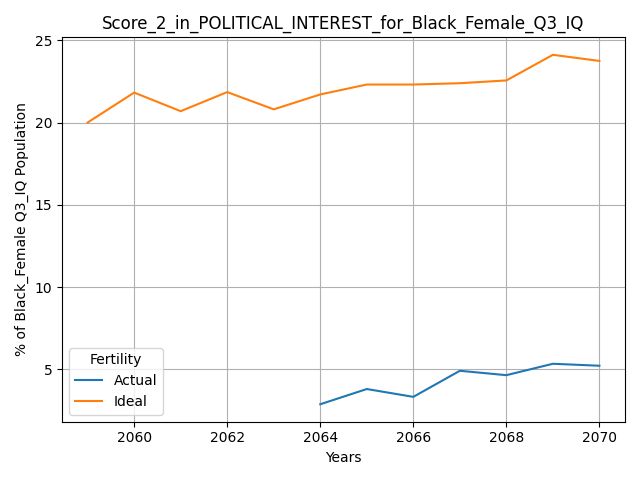 Score_2_in_POLITICAL_INTEREST_for_Black_Female_Q3_IQ
% of Black_Female Q3_IQ Population
25
20
15
10
5
Fertility
Actual
Ideal
2060 2062 2064 2066 2068 2070
Years